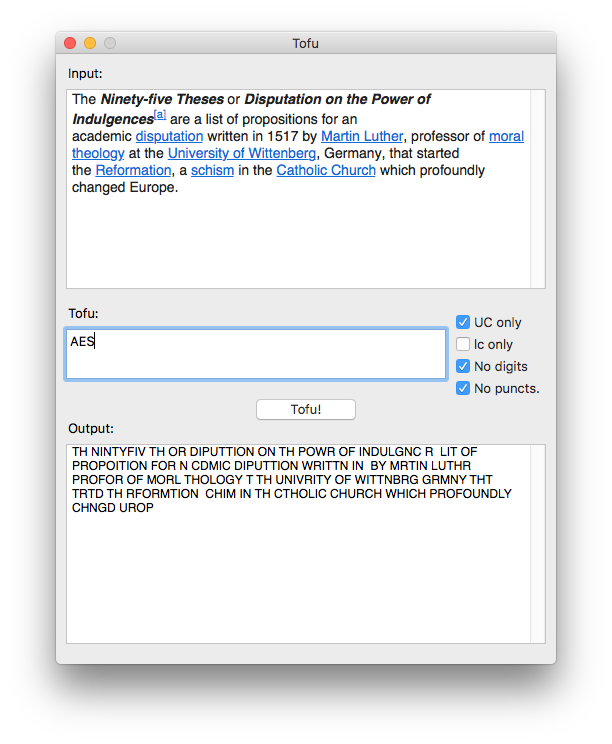 Tofu
Input:
The Ninety-five Theses or Disputation on the Power of
Indulgences[a] are a list of propositions for an
academic disputation written in 1517 by Martin Luther, professor of moral
theology at the University of Wittenberg, Germany, that started
the Reformation, a schism in the Catholic Church which profoundly
changed Europe.
Tofu:
AES
UC only
lc only
No digits
No puncts.
Tofu!
Output:
TH NINTYFIV TH OR DIPUTTION ON TH POWR OF INDULGNC R  LIT OF
PROPOITION FOR N CDMIC DIPUTTION WRITTN IN  BY MRTIN LUTHR
PROFOR OF MORL THOLOGY T TH UNIVRITY OF WITTNBRG GRMNY THT
TRTD TH RFORMTION  CHIM IN TH CTHOLIC CHURCH WHICH PROFOUNDLY
CHNGD UROP